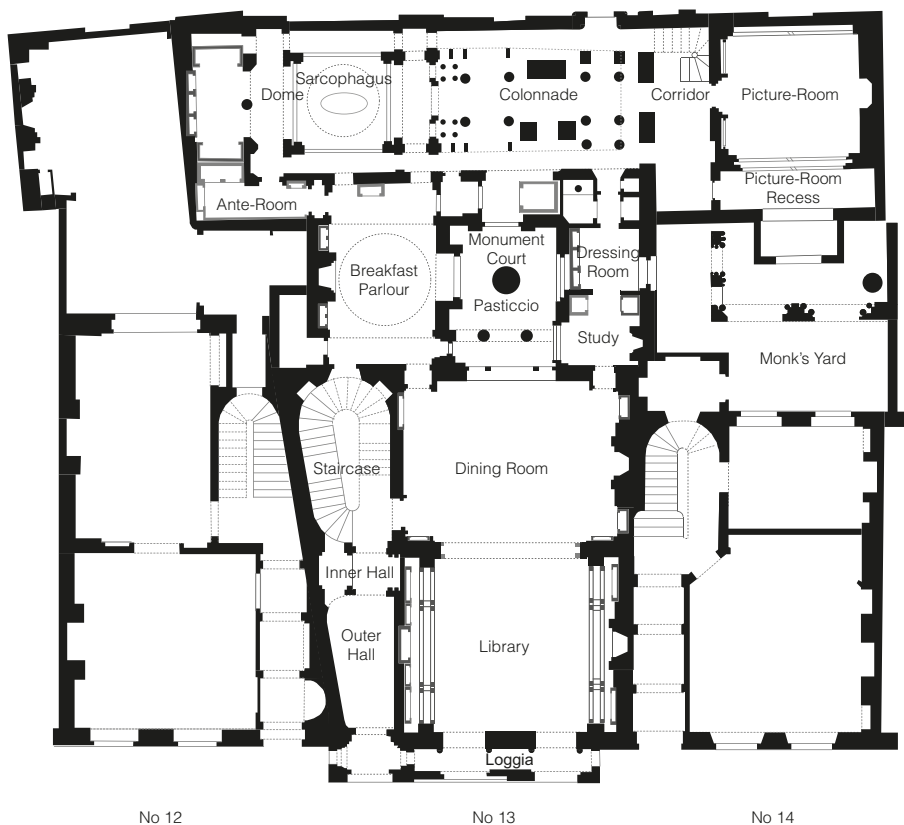 Sarcophagus
Dome
Colonnade
Corridor
Picture-Room
Picture-Room
Recess
Ante-Room
Monument
Court
Dressing
Room
Breakfast
Parlour
Pasticcio
Study
Monk's Yard
Staircase
Dining Room
Inner Hall
Outer
Hall
Library
Loggia
No 12
No 13
No 14